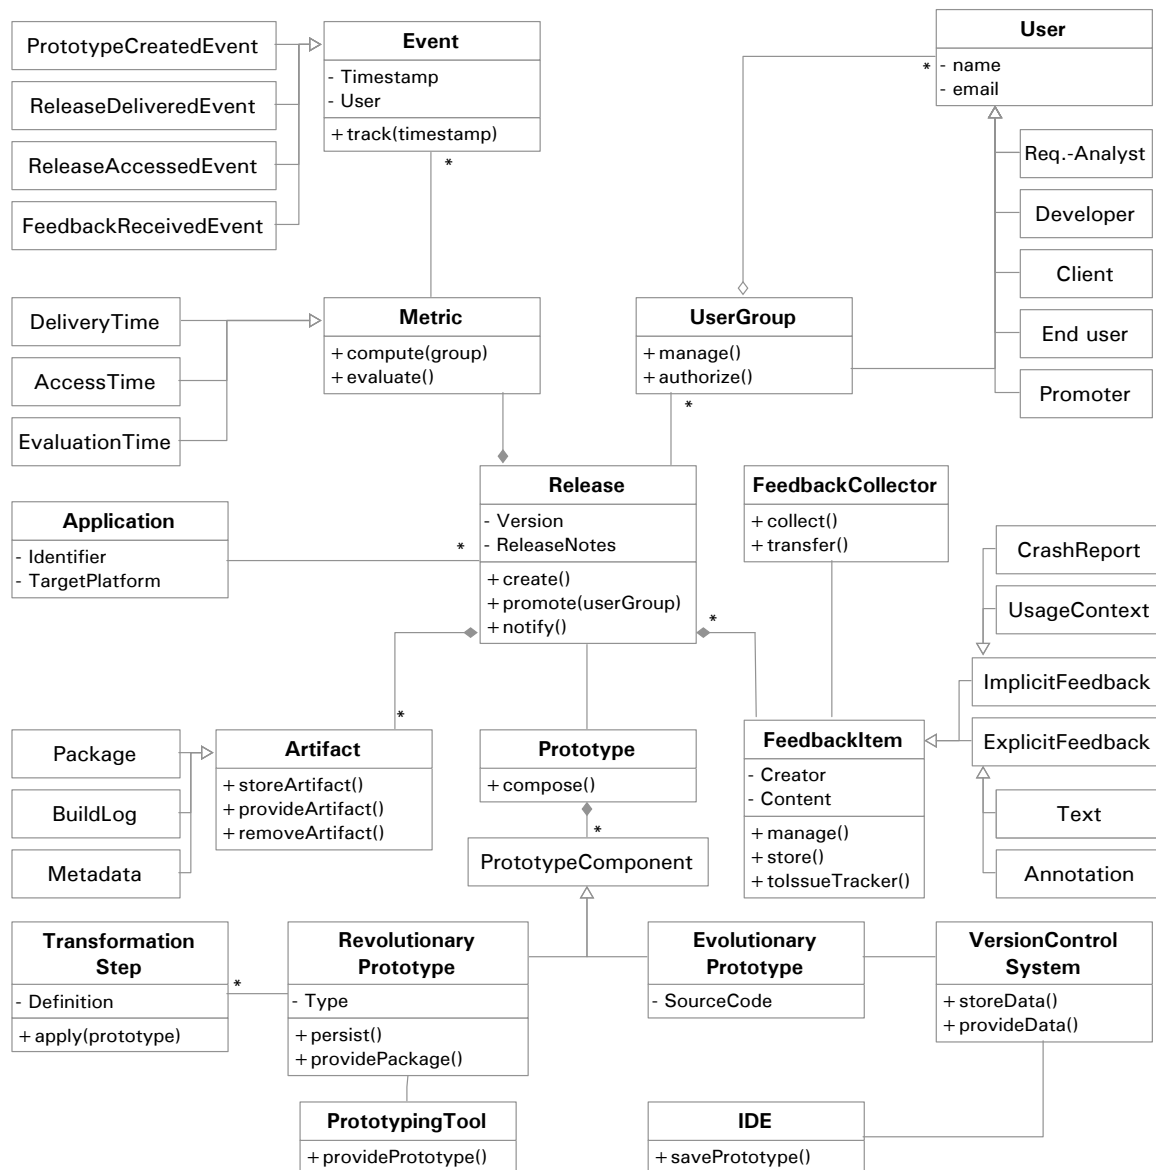 PrototypeCreatedEvent
ReleaseDeliveredEvent
ReleaseAccessedEvent
FeedbackReceivedEvent
Event
- Timestamp
- User
+ track(timestamp)
*
User
- name
- email
*
Req.-Analyst
Developer
Client
End user
Promoter
DeliveryTime
AccessTime
EvaluationTime
Metric
+ compute(group)
+ evaluate()
UserGroup
+ manage()
+ authorize()
*
Application
- Identifier
- TargetPlatform
*
Release
- Version
- ReleaseNotes
+ create()
+ promote(userGroup)
+ notify()
*
FeedbackCollector
+ collect()
+ transfer()
CrashReport
UsageContext
ImplicitFeedback
ExplicitFeedback
Text
Annotation
Package
BuildLog
Metadata
*
Artifact
+ storeArtifact()
+ provideArtifact()
+ removeArtifact()
Prototype
+ compose()
*
PrototypeComponent
FeedbackItem
- Creator
- Content
+ manage()
+ store()
+ toIssueTracker()
Transformation
Step
- Definition
+ apply(prototype)
*
Revolutionary
Prototype
- Type
+ persist()
+ providePackage()
Evolutionary
Prototype
- SourceCode
VersionControl
System
+ storeData()
+ provideData()
PrototypingTool
+ providePrototype()
IDE
+ savePrototype()